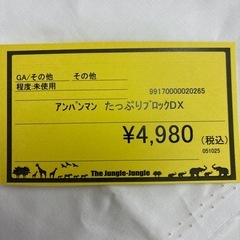 GA/その他 その他
程度:未使用
99170000020265
アンパンマン たっぷりブロックDX
¥4,980 (税込)
051025
The Jungle-Jungle